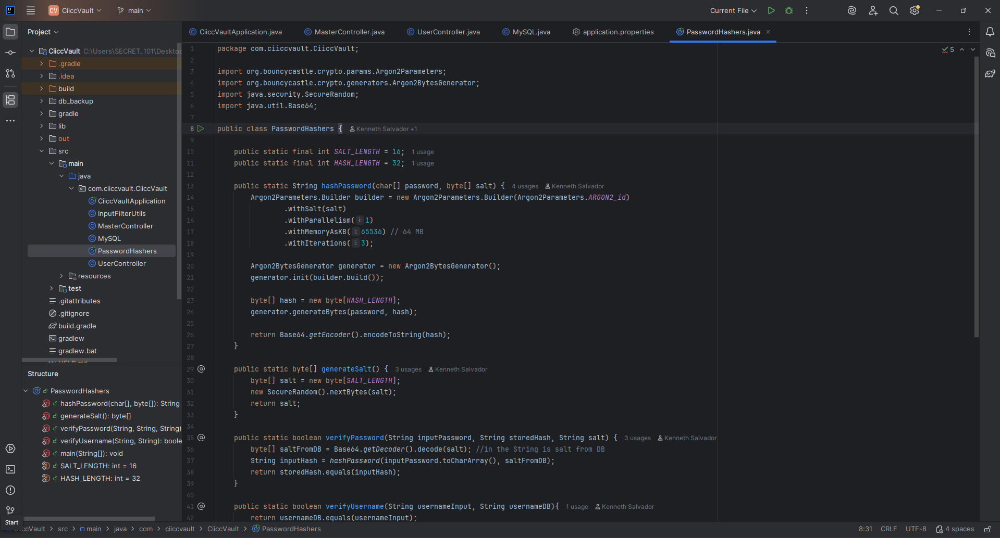 CV CiiccVault main Current File
Project
CiiccVault C:\Users\SECRET_101\Desktop
.gradle
.idea
build
db_backup
gradle
lib
out
src
main
java
com.ciiccvault.CiiccVault
CiiccVaultApplication
InputFilterUtils
MasterController
MySQL
PasswordHashers
UserController
resources
test
.gitattributes
.gitignore
build.gradle
gradlew
gradlew.bat
HELP.md
Structure
PasswordHashers
hashPassword(char[], byte[]): String
generateSalt(): byte[]
verifyPassword(String, String, String)
verifyUsername(String, String): boole
main(String[]): void
SALT_LENGTH: int = 16
HASH_LENGTH: int = 32
Start
CiiccVaultApplication.java MasterController.java UserController.java MySQL.java application.properties PasswordHashers.java
5
1 package com.ciiccvault.CiiccVault;
2
3 import org.bouncycastle.crypto.params.Argon2Parameters;
4 import org.bouncycastle.crypto.generators.Argon2BytesGenerator;
5 import java.security.SecureRandom;
6 import java.util.Base64;
7
8 public class PasswordHashers { Kenneth Salvador +1
9
10 public static final int SALT_LENGTH = 16; 1 usage
11 public static final int HASH_LENGTH = 32; 1 usage
12
13 public static String hashPassword(char[] password, byte[] salt) { 4 usages Kenneth Salvador
14 Argon2Parameters.Builder builder = new Argon2Parameters.Builder(Argon2Parameters.ARGON2_id)
15 .withSalt(salt)
16 .withParallelism( i: 1)
17 .withMemoryAsKB( i: 65536) // 64 MB
18 .withIterations( i: 3);
19
20 Argon2BytesGenerator generator = new Argon2BytesGenerator();
21 generator.init(builder.build());
22
23 byte[] hash = new byte[HASH_LENGTH];
24 generator.generateBytes(password, hash);
25
26 return Base64.getEncoder().encodeToString(hash);
27 }
28
29 public static byte[] generateSalt() { 3 usages Kenneth Salvador
30 byte[] salt = new byte[SALT_LENGTH];
31 new SecureRandom().nextBytes(salt);
32 return salt;
33 }
34
35 public static boolean verifyPassword(String inputPassword, String storedHash, String salt) { 3 usages Kenneth Salvador
36 byte[] saltFromDB = Base64.getDecoder().decode(salt); //in the String is salt from DB
37 String inputHash = hashPassword(inputPassword.toCharArray(), saltFromDB);
38 return storedHash.equals(inputHash);
39 }
40
41 public static boolean verifyUsername(String usernameInput, String usernameDB){ 1 usage Kenneth Salvador
42 return usernameDB.equals(usernameInput);
CiiccVault > src > main > java > com > ciiccvault > CiiccVault > PasswordHashers 8:31 CRLF UTF-8 4 spaces